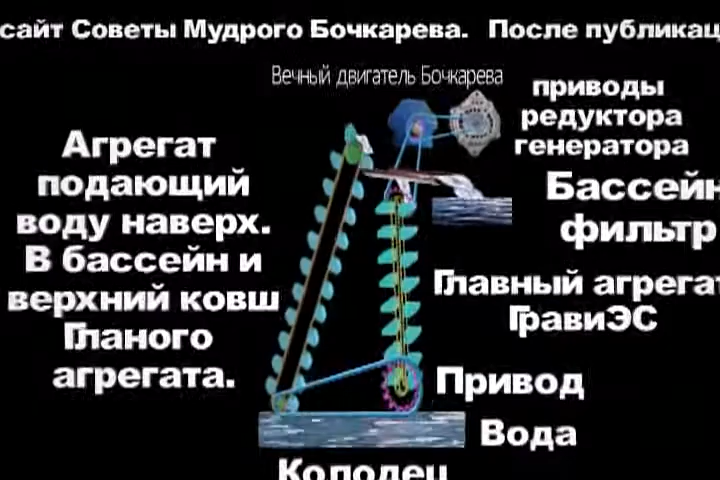 сайт Советы Мудрого Бочкарева. После публикац
Вечный двигатель Бочкарева
приводы
редуктора
генератора
Агрегат
подающий
воду наверх.
В бассейн и
верхний ковш
Гланого
агрегата.
Бассейн
фильтр
Главный агрегат
ГравиЭС
Привод
Вода
Колодец